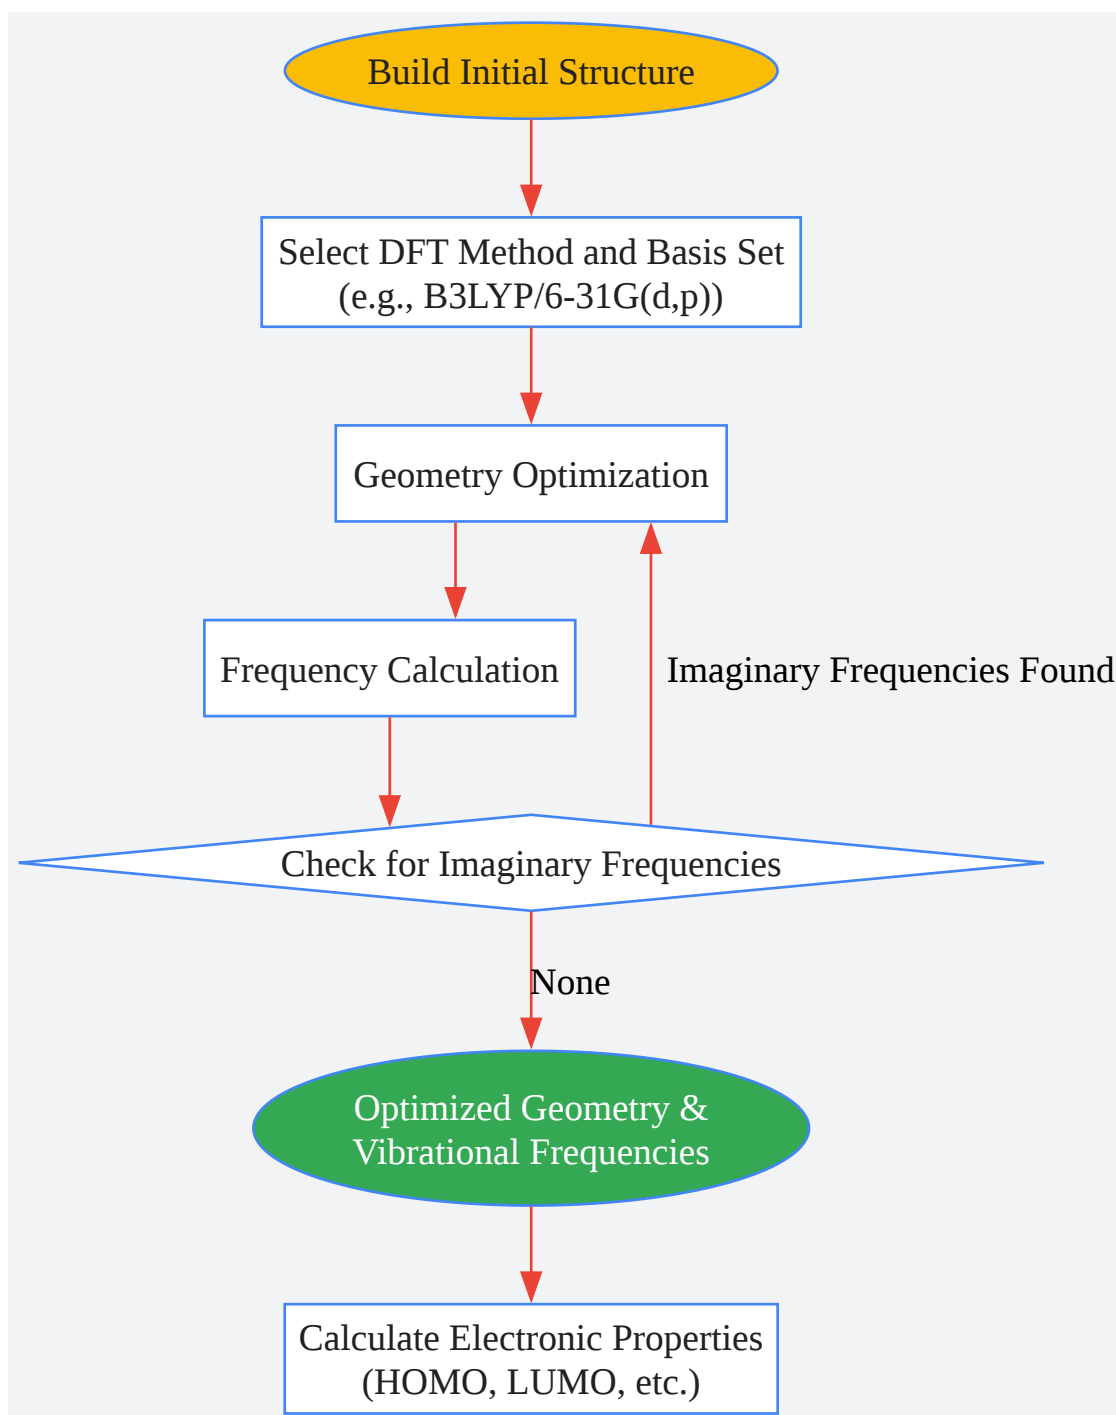 Build Initial Structure
Select DFT Method and Basis Set
(e.g., B3LYP/6-31G(d,p))
Geometry Optimization
Frequency Calculation
Imaginary Frequencies Found
Check for Imaginary Frequencies
None
Optimized Geometry &
Vibrational Frequencies
Calculate Electronic Properties
(HOMO, LUMO, etc.)